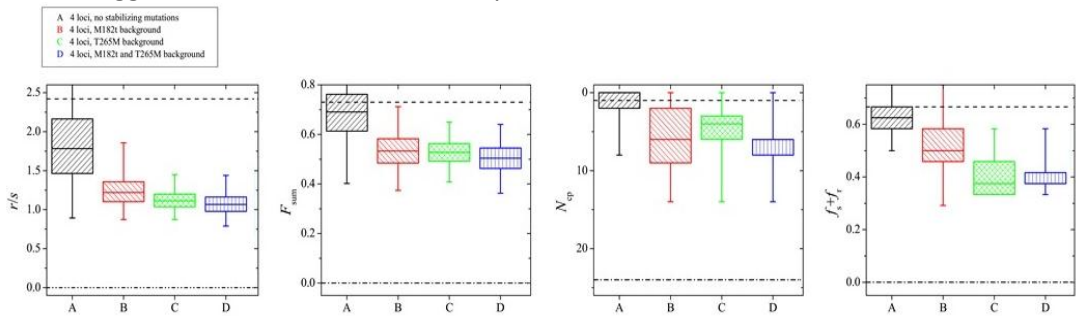 A 4 loci, no stabilizing mutations
B 4 loci, M182t background
C 4 loci, T265M background
D 4 loci, M182t and T265M background
2.5
2.0
1.5
1.0
0.5
0.0
r/s
A B C D
0.8
0.6
0.4
0.2
0.0
F_sum
A B C D
0
10
20
N_cp
A B C D
0.6
0.4
0.2
0.0
f_s+f_r
A B C D